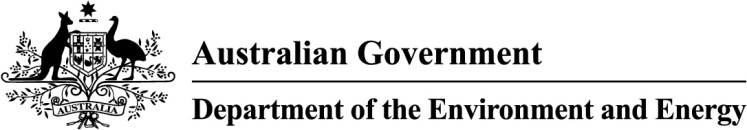 Australian Government
AUSTRALIA
Department of the Environment and Energy